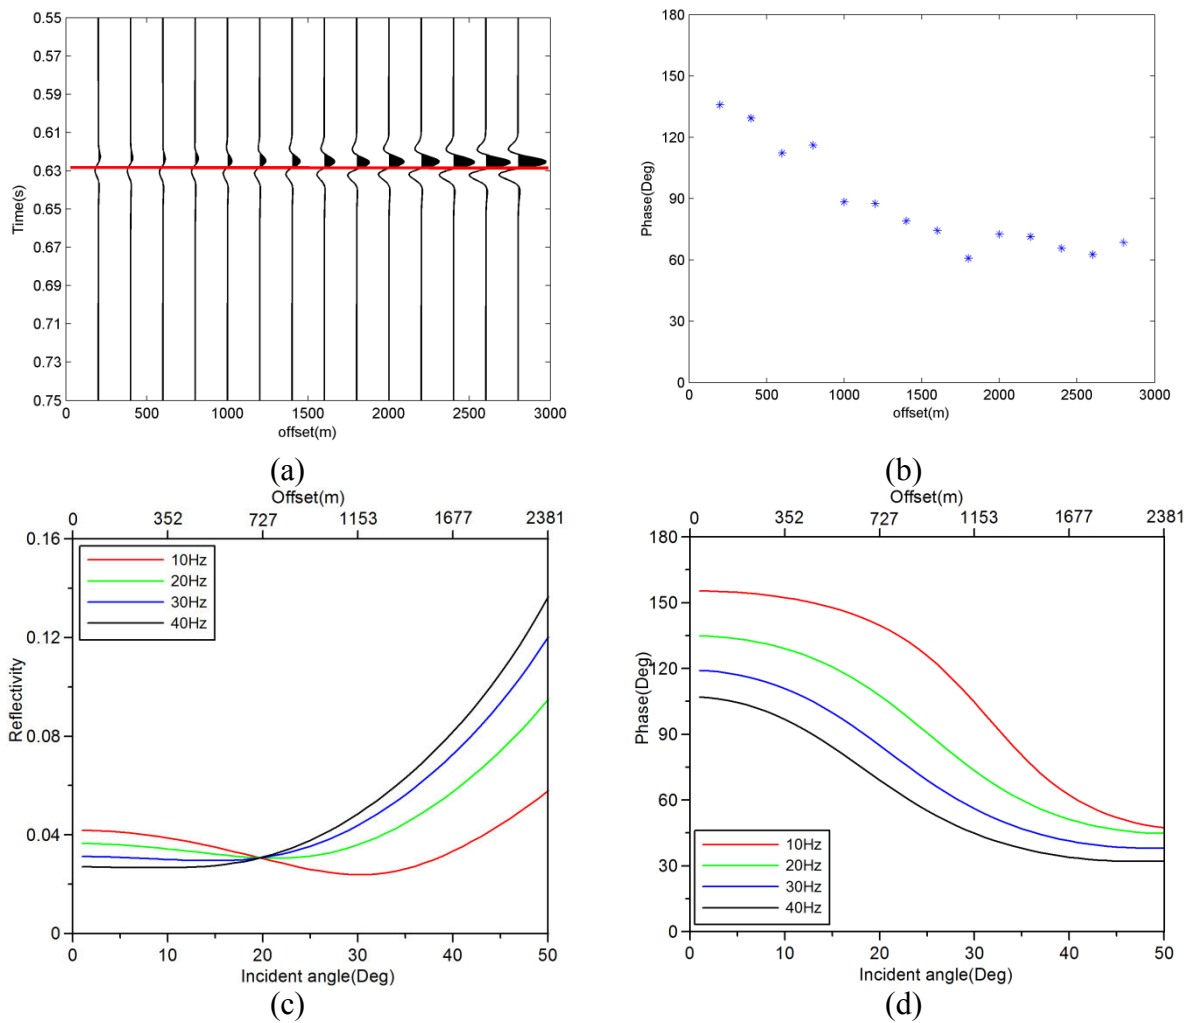 0.55
0.57
0.59
0.61
0.63
0.65
0.67
0.69
0.71
0.73
0.75
Time(s)
0 500 1000 1500 2000 2500 3000
offset(m)
(a)
180
150
120
90
60
30
0
Phase(Deg
0 500 1000 1500 2000 2500 3000
offset(m)
(b)
Offset(m)
0 352 727 1153 1677 2381
0.16
0.12
0.08
0.04
0
Reflectivity
10Hz
20Hz
30Hz
40Hz
0 10 20 30 40 50
Incident angle(Deg)
(c)
Offset(m)
0 352 727 1153 1677 2381
180
150
120
90
60
30
0
Phase(Deg)
10Hz
20Hz
30Hz
40Hz
0 10 20 30 40 50
Incident angle(Deg)
(d)